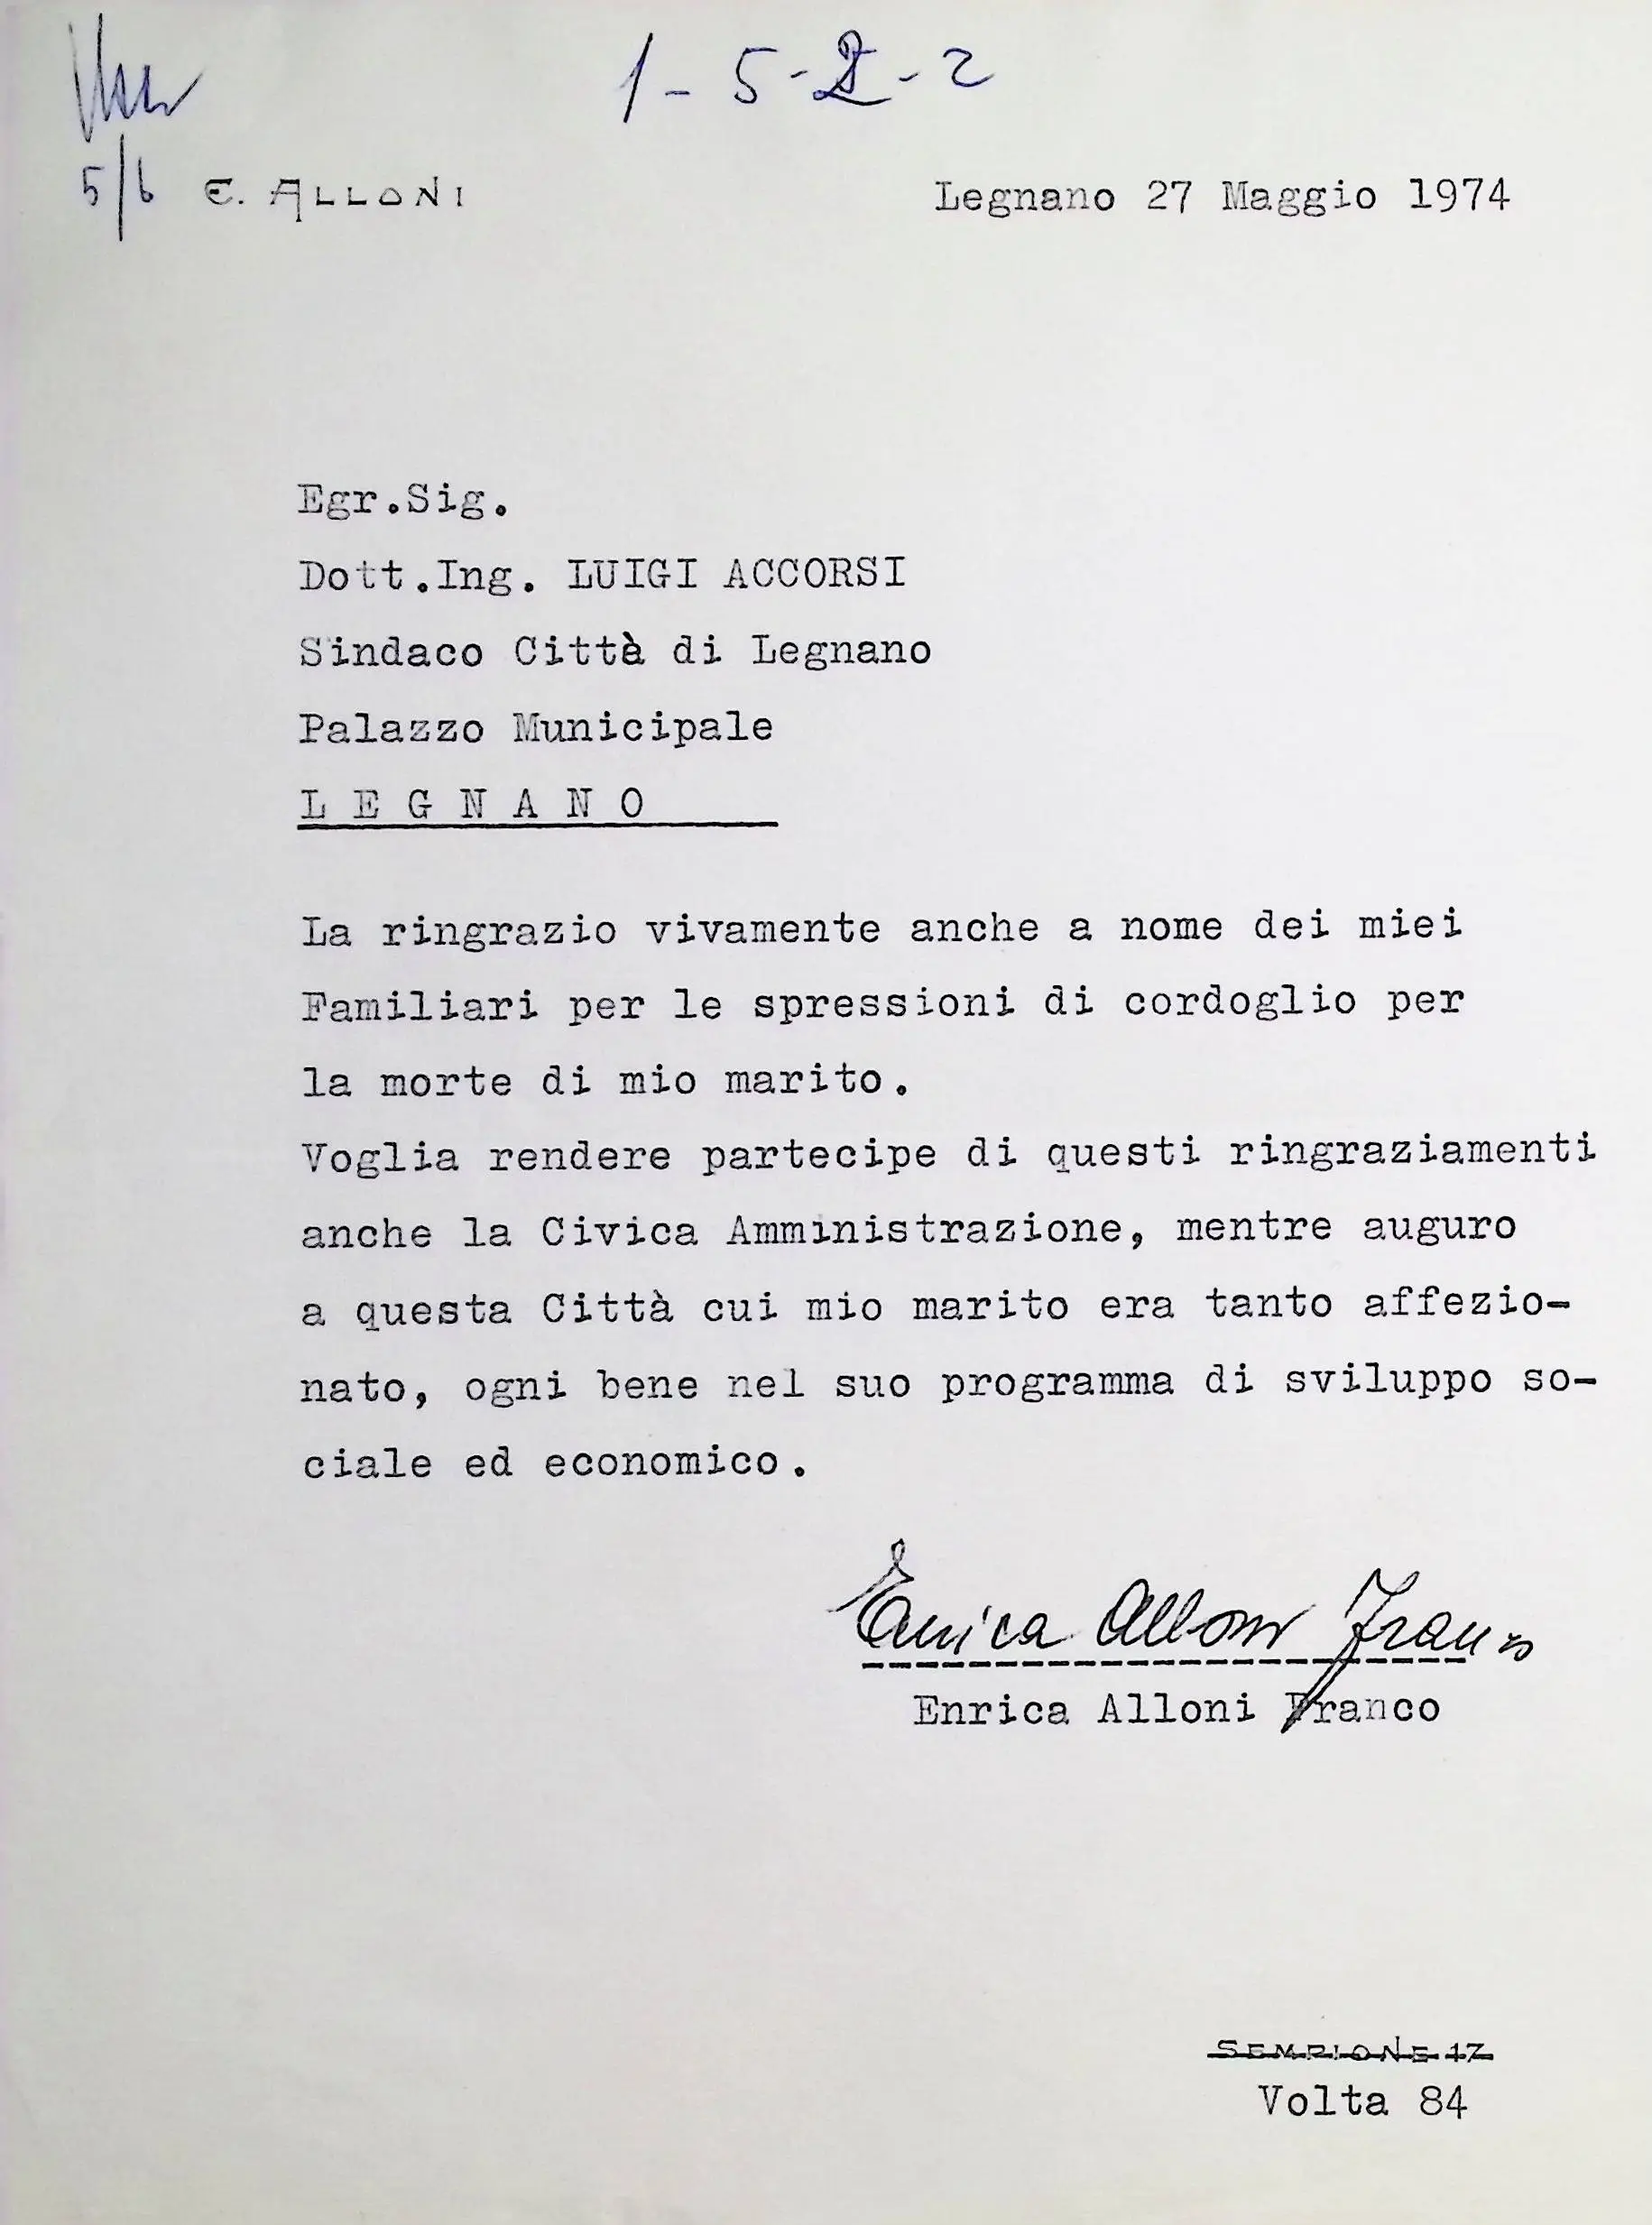 1-5-2-2
5/6 E. ALLONI
Legnano 27 Maggio 1974
Egr.Sig.
Dott.Ing. LUIGI ACCORSI
Sindaco Città di Legnano
Palazzo Municipale
L E G N A N O
La ringrazio vivamente anche a nome dei miei
Familiari per le spressioni di cordoglio per
la morte di mio marito.
Voglia rendere partecipe di questi ringraziamenti
anche la Civica Amministrazione, mentre auguro
a questa Città cui mio marito era tanto affezio-
nato, ogni bene nel suo programma di sviluppo so-
ciale ed economico.
Enrica Alloni Franco
Enrica Alloni Franco
SEMPIONE 17
Volta 84